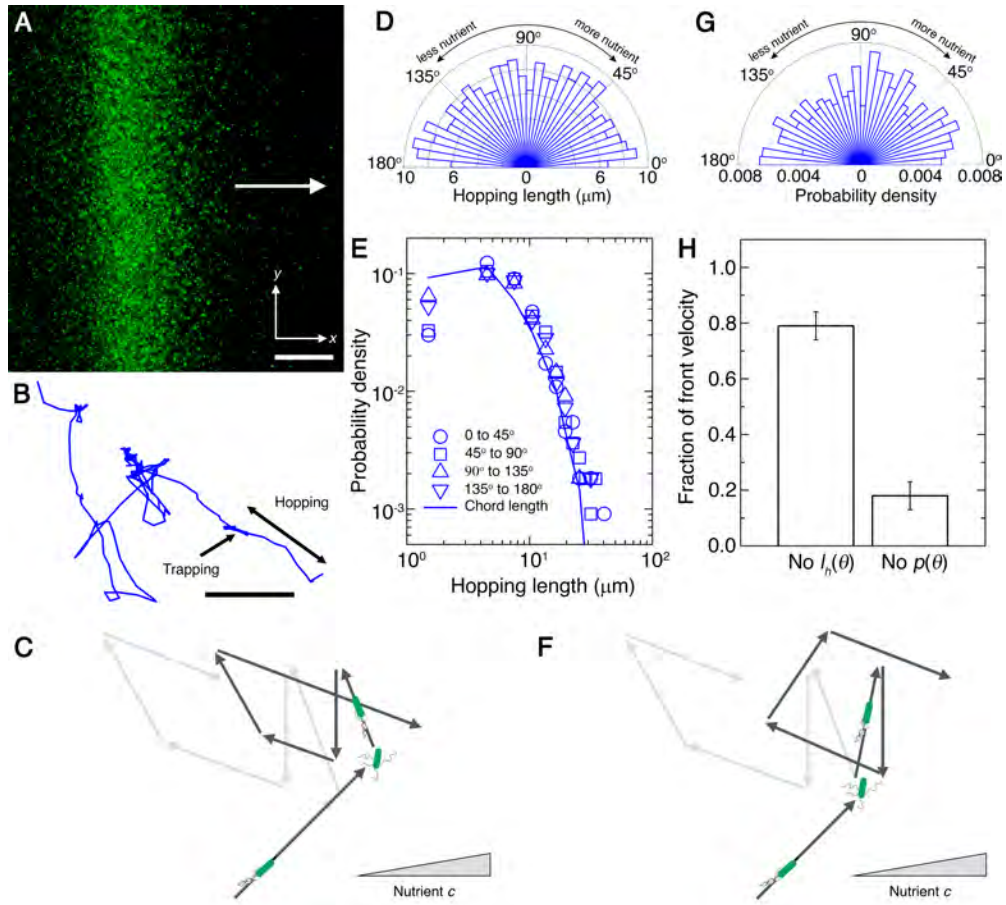 A
y
x
B
Hopping
Trapping
C
Nutrient c
D
less nutrient
90°
more nutrient
135°
45°
180°
0°
10
6
0
6
10
Hopping length (μm)
E
Probability density
10⁻¹
10⁻²
10⁻³
0 to 45°
45° to 90°
90° to 135°
135° to 180°
Chord length
10⁰
10¹
10²
Hopping length (μm)
F
Nutrient c
G
less nutrient
90°
more nutrient
135°
45°
180°
0°
0.008
0.004
0
0.004
0.008
Probability density
H
Fraction of front velocity
1.0
0.8
0.6
0.4
0.2
0.0
No lₕ(θ)
No p(θ)